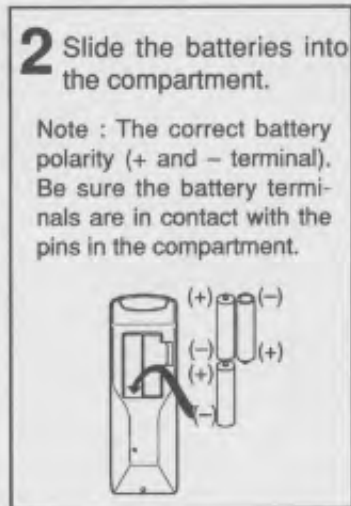 2 Slide the batteries into
the compartment.
Note : The correct battery
polarity (+ and – terminal).
Be sure the battery termi-
nals are in contact with the
pins in the compartment.
(+) (–)
(–) (+)
(+)
(–)